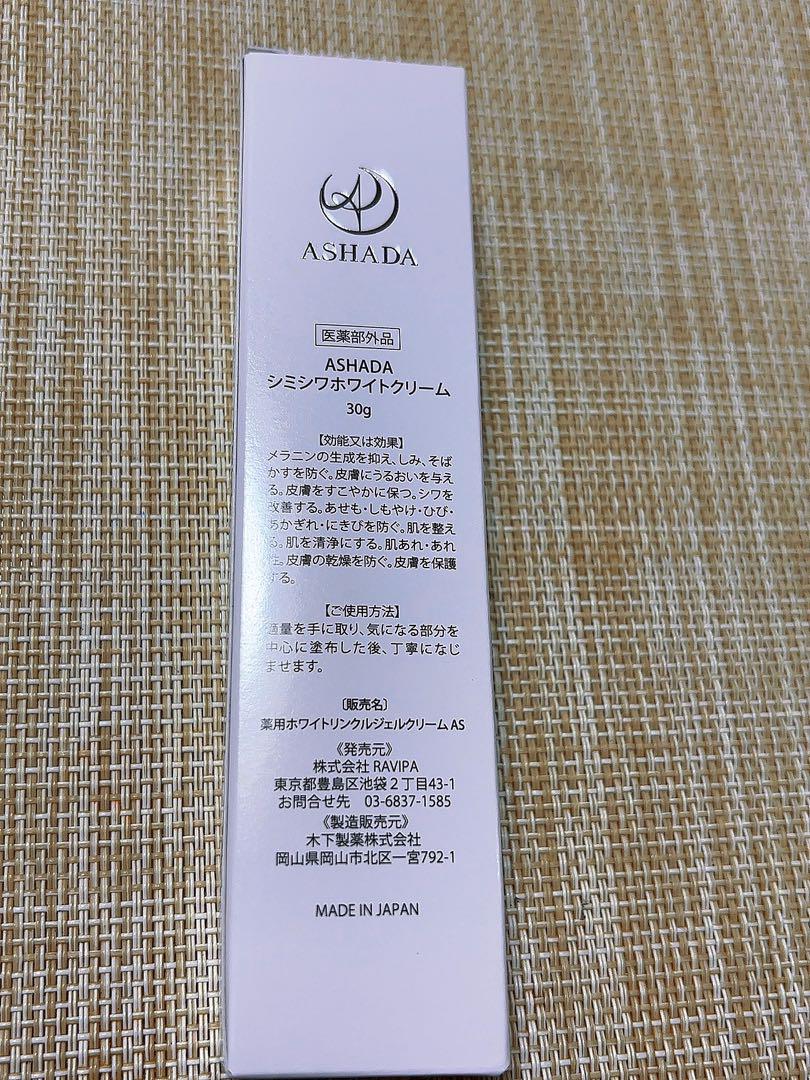 ASHADA
医薬部外品
ASHADA
シミシワホワイトクリーム
30g
【効能又は効果】
メラニンの生成を抑え、しみ、そば
かすを防ぐ。皮膚にうるおいを与え
る。皮膚をすこやかに保つ。シワを
改善する。あせも・しもやけ・ひび・
あかぎれ・にきびを防ぐ。肌を整え
る。肌を清浄にする。肌あれ・あれ
性。皮膚の乾燥を防ぐ。皮膚を保護
する。
【ご使用方法】
適量を手に取り、気になる部分を
中心に塗布した後、丁寧になじ
ませます。
〔販売名〕
薬用ホワイトリンクルジェルクリーム AS
《発売元》
株式会社 RAVIPA
東京都豊島区池袋2丁目43-1
お問合せ先 03-6837-1585
《製造販売元》
木下製薬株式会社
岡山県岡山市北区一宮792-1
MADE IN JAPAN